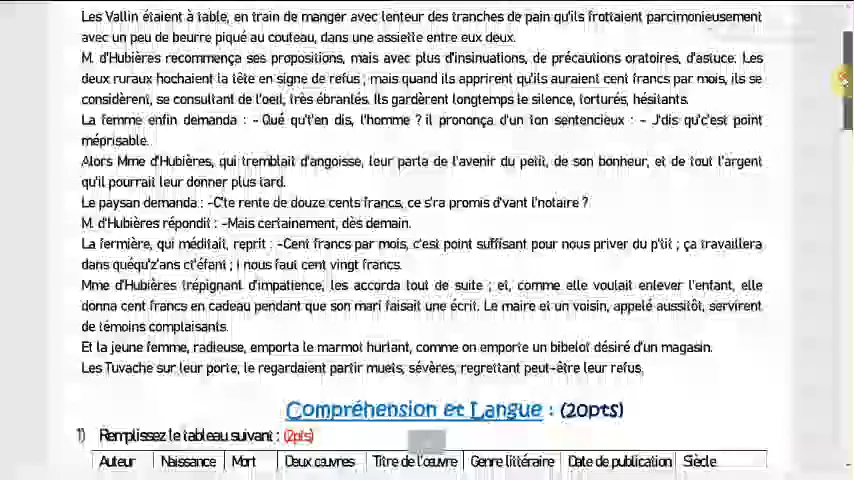 Les Vallin étaient à table, en train de manger avec lenteur des tranches de pain qu'ils frottaient parcimonieusement
avec un peu de beurre piqué au couteau, dans une assiette entre eux deux.
M. d'Hubières recommença ses propositions, mais avec plus d'insinuations, de précautions oratoires, d'astuce. Les
deux ruraux hochaient la tête en signe de refus ; mais quand ils apprirent qu'ils auraient cent francs par mois, ils se
considèrent, se consultant de l'oeil, très ébranlés. Ils gardèrent longtemps le silence, torturés, hésitants.
La femme enfin demanda : - Qué qu't'en dis, l'homme ? il prononça d'un ton sentencieux : - J'dis qu'c'est point
méprisable.
Alors Mme d'Hubières, qui tremblait d'angoisse, leur parla de l'avenir du petit, de son bonheur, et de tout l'argent
qu'il pourrait leur donner plus tard.
Le paysan demanda : -C'te rente de douze cents francs, ce s'ra promis d'vant l'notaire ?
M. d'Hubières répondit : -Mais certainement, dès demain.
La fermière, qui méditait, reprit : -Cent francs par mois, c'est point suffisant pour nous priver du p'tit ; ça travaillera
dans quéqu'z'ans ct'éfant ; i nous faut cent vingt francs.
Mme d'Hubières trépignant d'impatience, les accorda tout de suite ; et, comme elle voulait enlever l'enfant, elle
donna cent francs en cadeau pendant que son mari faisait une écrit. Le maire et un voisin, appelé aussitôt, servirent
de témoins complaisants.
Et la jeune femme, radieuse, emporta le marmot hurlant, comme on emporte un bibelot désiré d'un magasin.
Les Tuvache sur leur porte, le regardaient partir muets, sévères, regrettant peut-être leur refus.
Compréhension et Langue : (20pts)
1) Remplissez le tableau suivant : (2pts)
Auteur Naissance Mort Deux œuvres Titre de l'œuvre Genre littéraire Date de publication Siècle